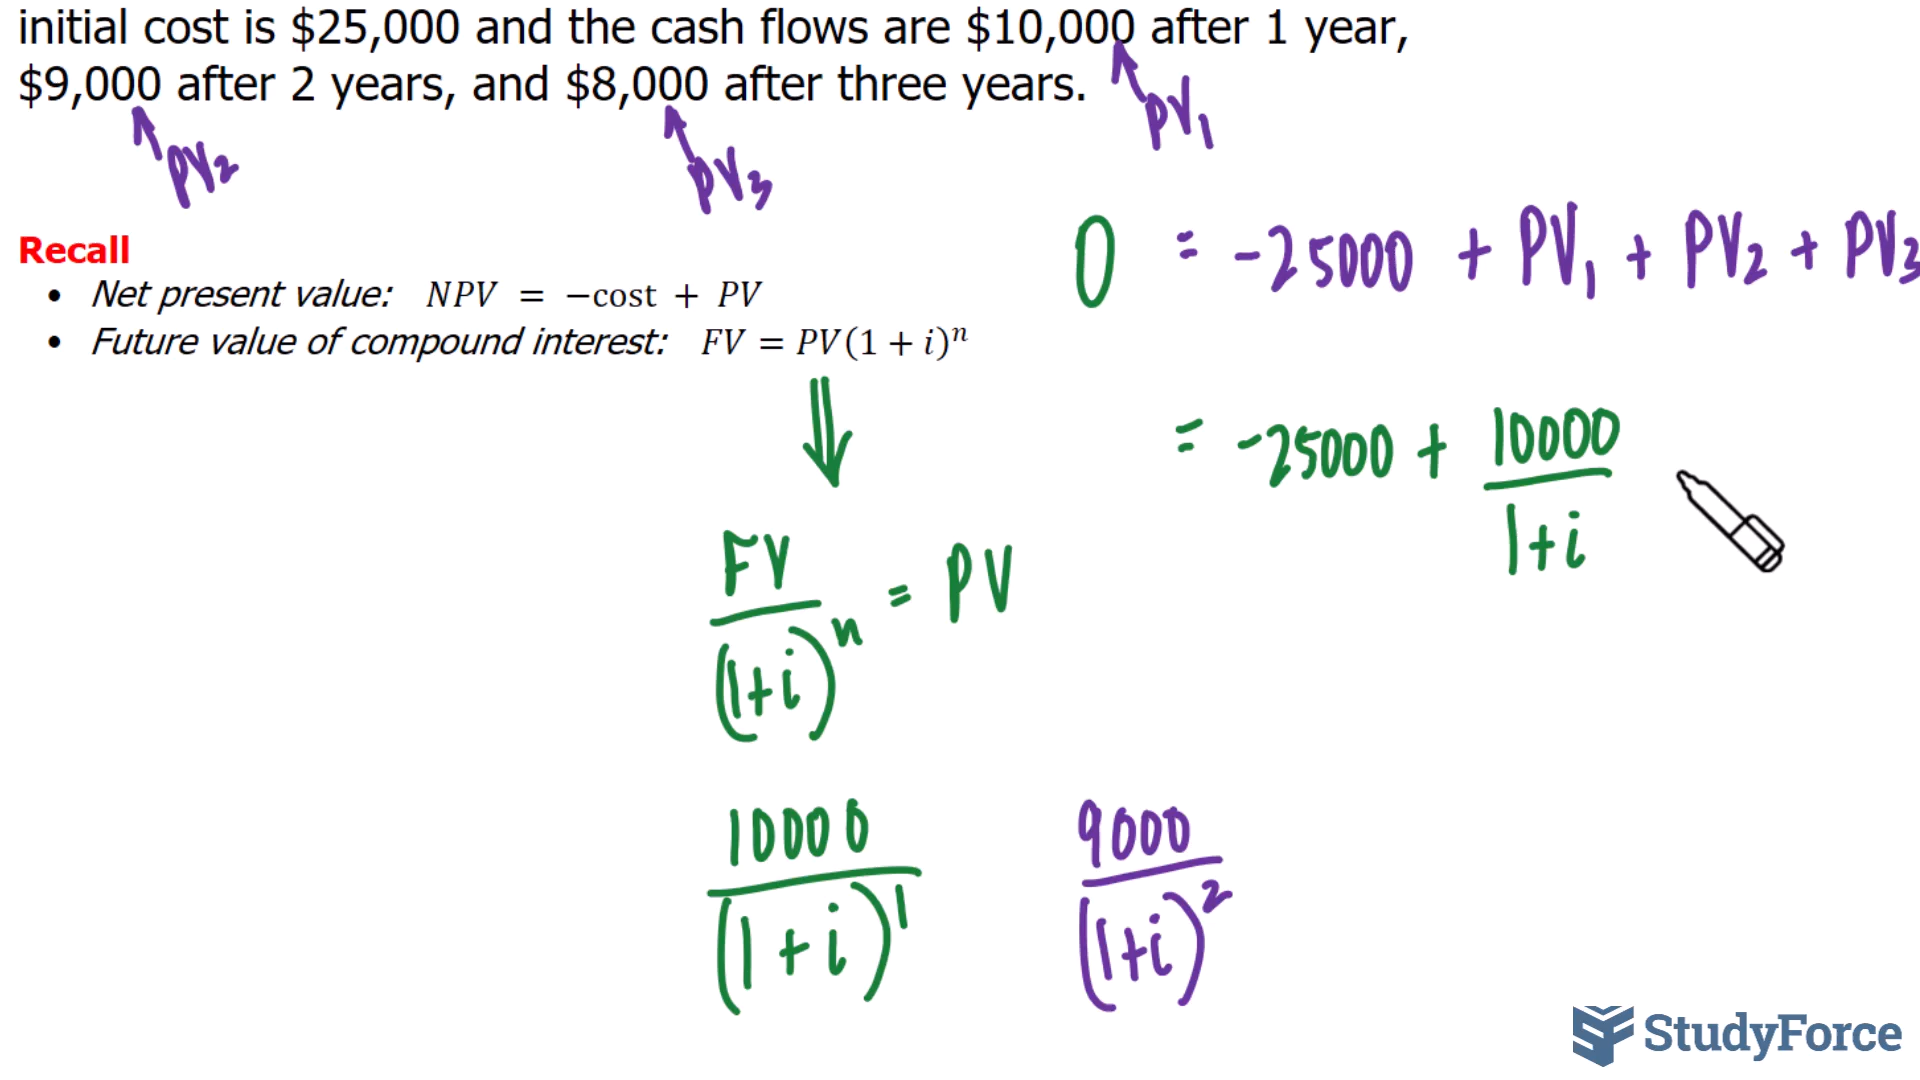 initial cost is $25,000 and the cash flows are $10,000 after 1 year,
$9,000 after 2 years, and $8,000 after three years.
PV₁
PV₂
PV₃
0 = -25000 + PV₁ + PV₂ + PV₃
Recall
• Net present value: NPV = −cost + PV
• Future value of compound interest: FV = PV(1 + i)ⁿ
= -25000 + 10000
1+i
FV
(1+i)ⁿ = PV
10000
(1+i)¹
9000
(1+i)²
StudyForce